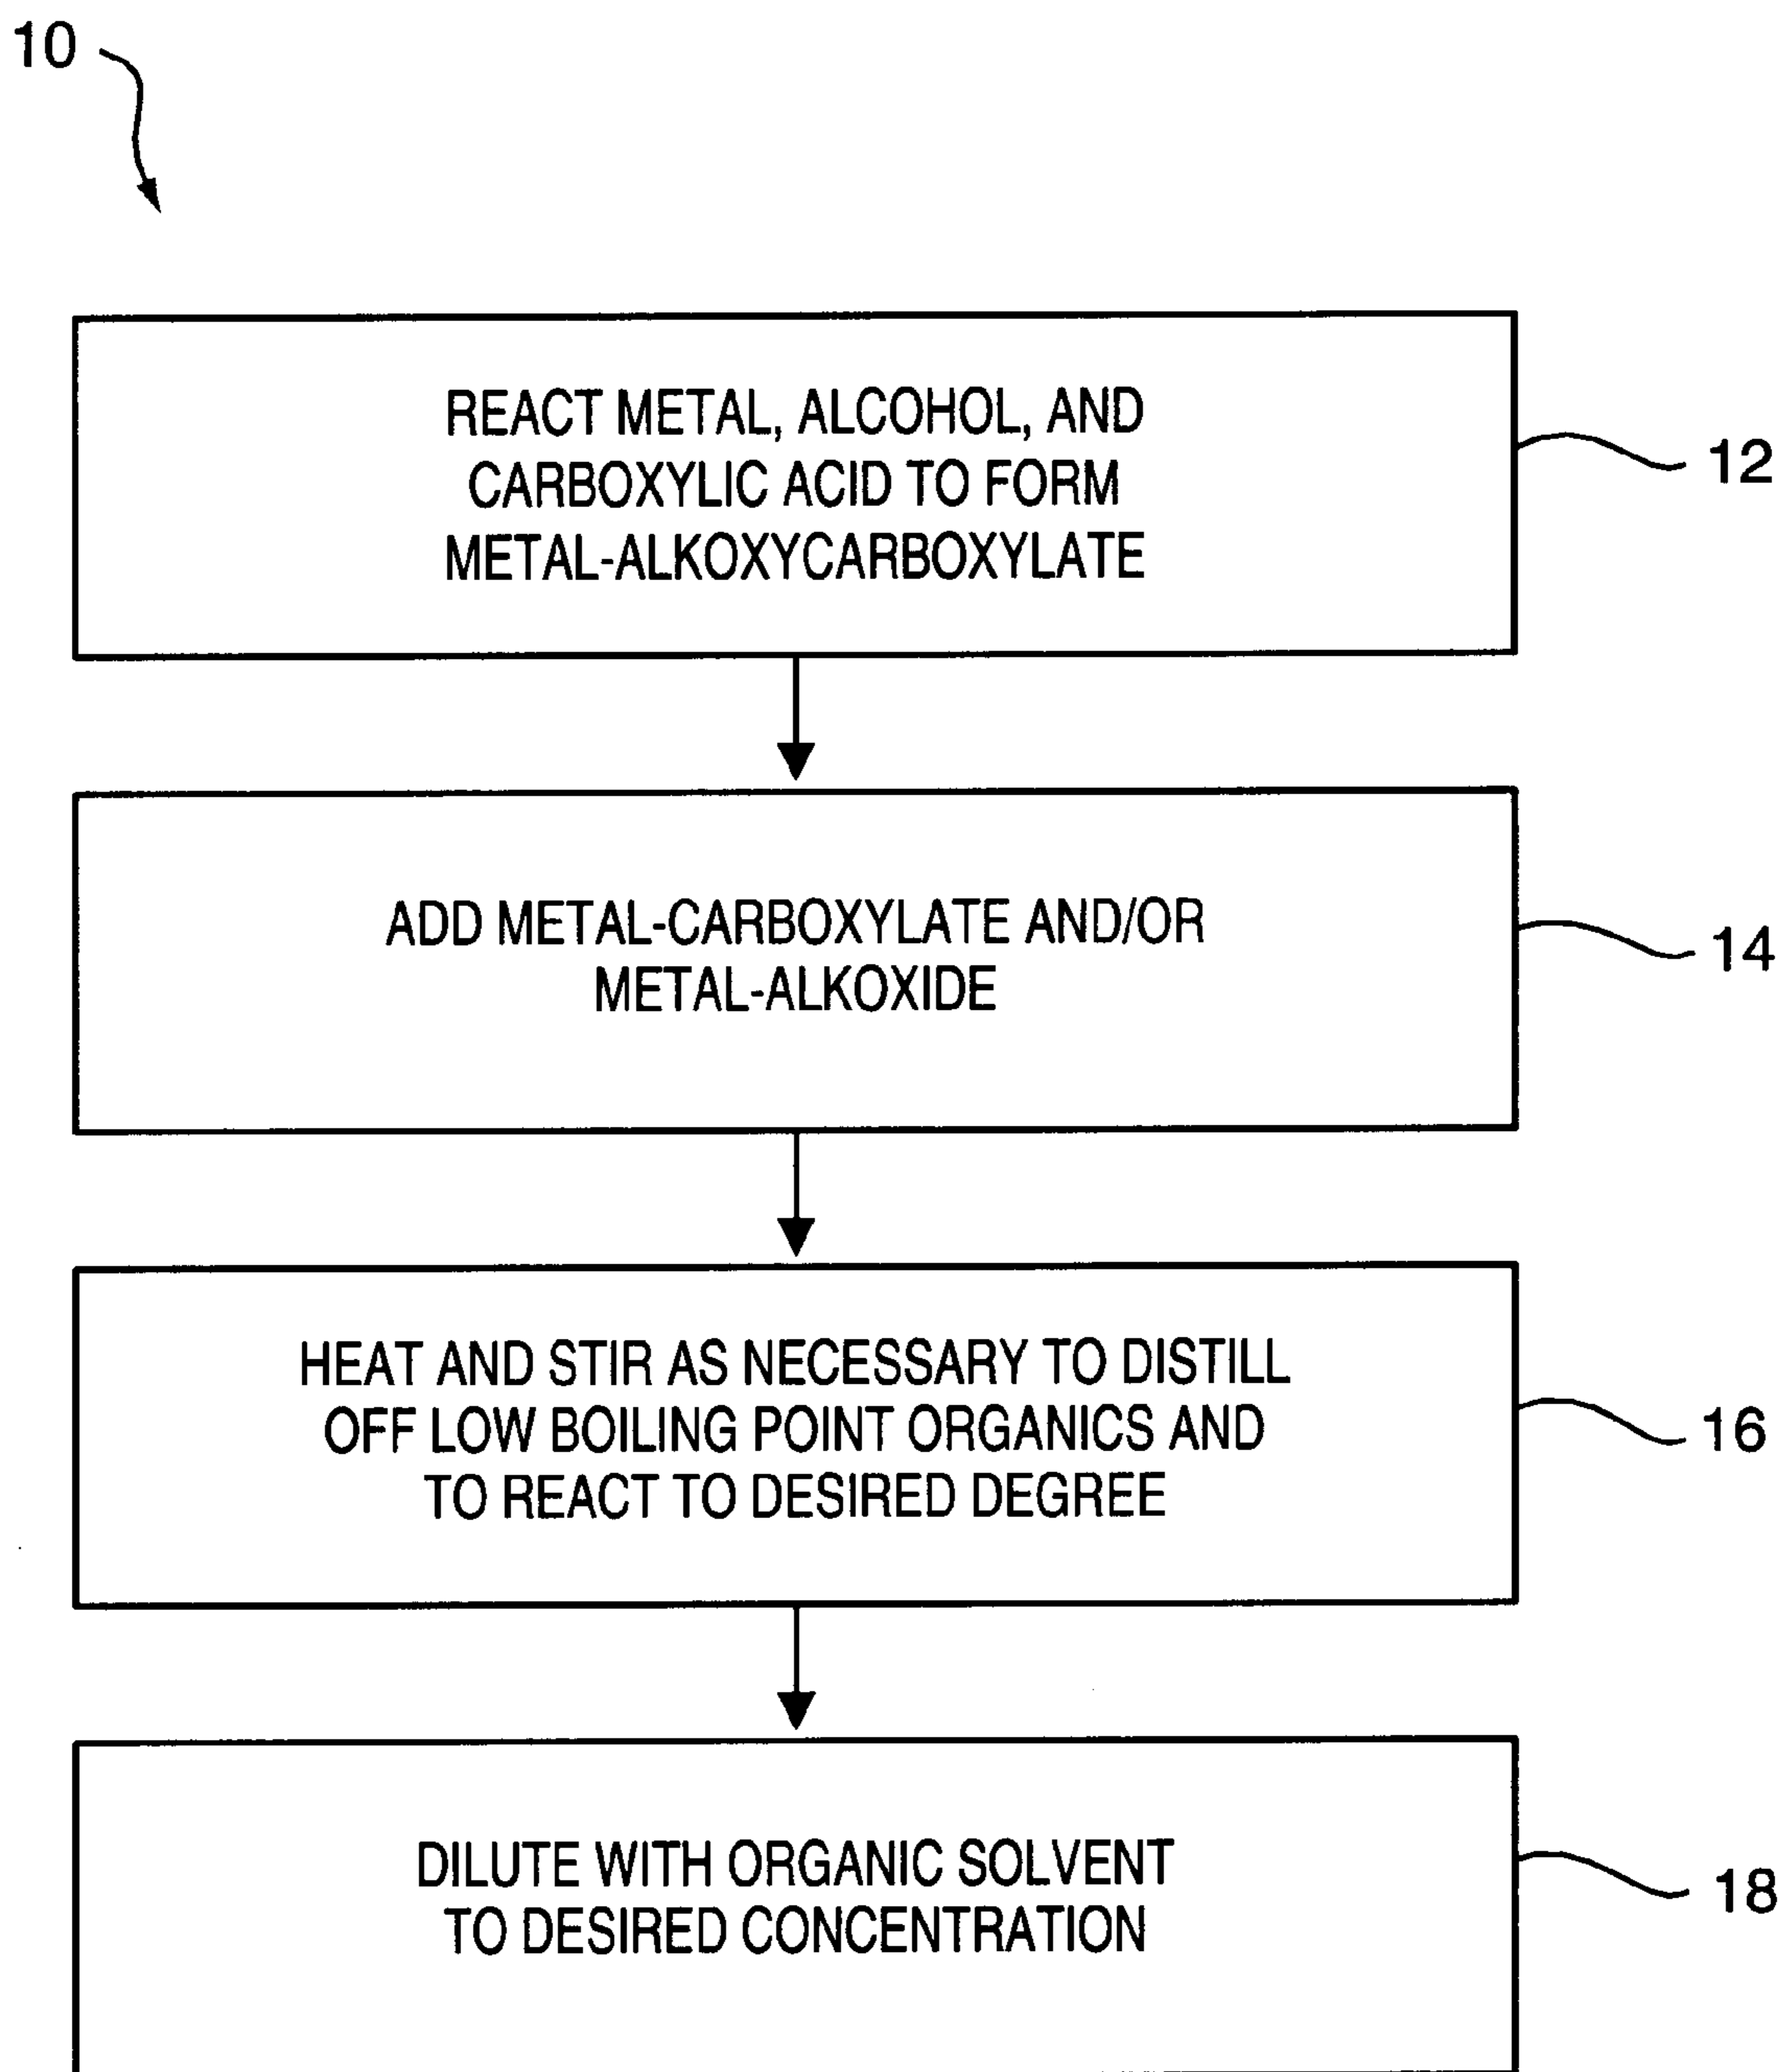 10
REACT METAL, ALCOHOL, AND
CARBOXYLIC ACID TO FORM
METAL-ALKOXYCARBOXYLATE
12
ADD METAL-CARBOXYLATE AND/OR
METAL-ALKOXIDE
14
HEAT AND STIR AS NECESSARY TO DISTILL
OFF LOW BOILING POINT ORGANICS AND
TO REACT TO DESIRED DEGREE
16
DILUTE WITH ORGANIC SOLVENT
TO DESIRED CONCENTRATION
18